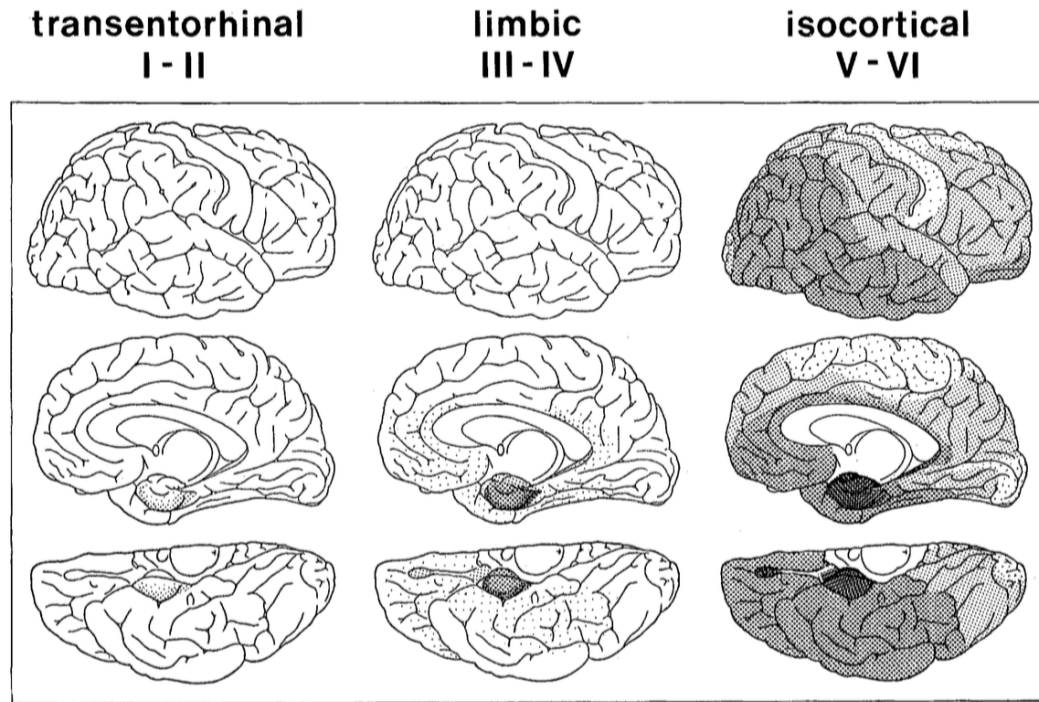 transentorhinal
I - II
limbic
III - IV
isocortical
V - VI